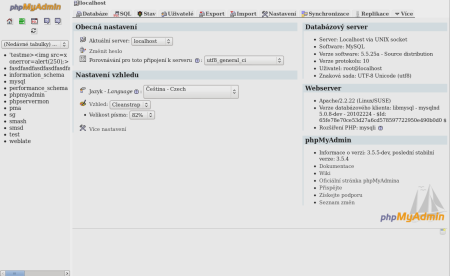 phpMyAdmin
(Nedávné tabulky) ...
testmez<img src=x
onerror=alert(250);>
fasdfasdfasdfasdfasdfa
information_schema
mysql
performance_schema
phpmyadmin
phpservermon
pma
sg
smash
smsd
test
weblate
localhost
Databáze
SQL
Stav
Uživatelé
Export
Import
Nastavení
Synchronizace
Replikace
Více
Obecná nastavení
Aktuální server: localhost
Změnit heslo
Porovnávání pro toto připojení k serveru : utf8_general_ci
Nastavení vzhledu
Jazyk - Language : Čeština - Czech
Vzhled: Cleanstrap
Velikost písma: 82%
Více nastavení
Databázový server
Server: Localhost via UNIX socket
Software: MySQL
Verze software: 5.5.25a - Source distribution
Verze protokolu: 10
Uživatel: root@localhost
Znaková sada: UTF-8 Unicode (utf8)
Webserver
Apache/2.2.22 (Linux/SUSE)
Verze databázového klienta: libmysql - mysqlnd
5.0.8-dev - 20102224 - $Id:
Rozšíření PHP: mysqli
phpMyAdmin
Informace o verzi: 3.5.5-dev, poslední stabilní
verze: 3.5.4
Dokumentace
Wiki
Oficiální stránka phpMyAdmina
Přispějte
Získejte podporu
Seznam změn
phpMyAdmin